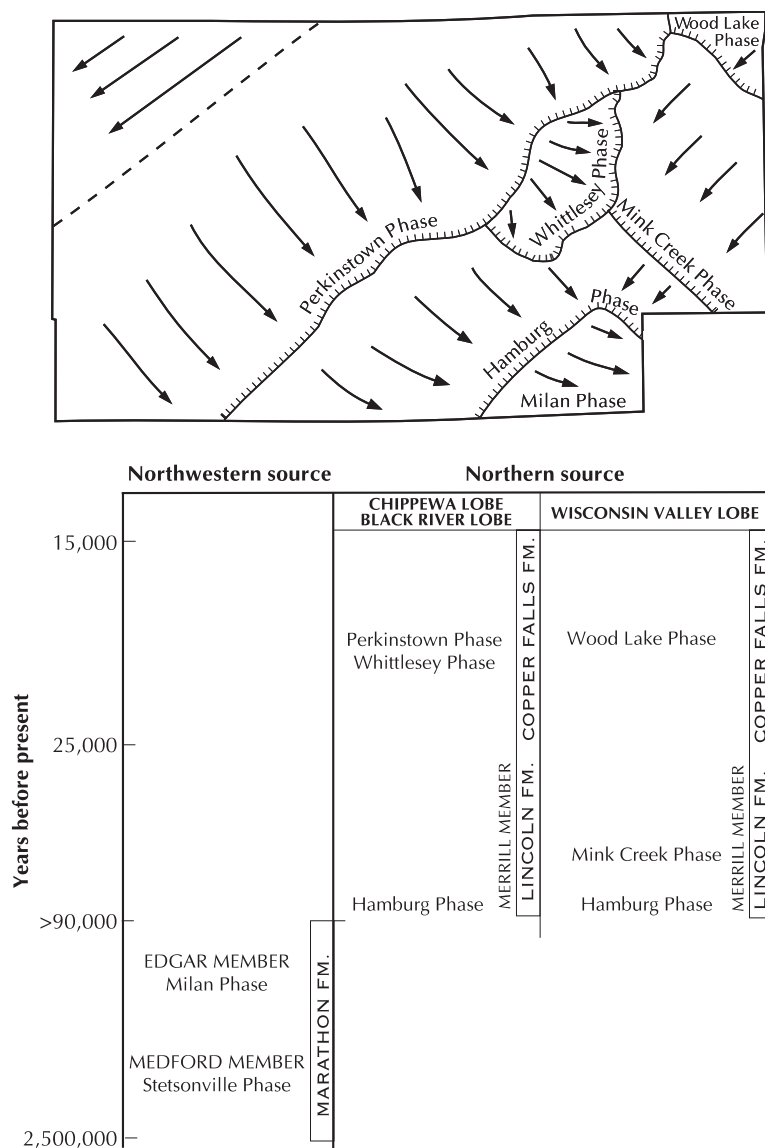 Wood Lake
Phase
Perkinstown Phase
Whittlesey Phase
Mink Creek Phase
Hamburg Phase
Milan Phase
Northwestern source
Northern source
CHIPPEWA LOBE
BLACK RIVER LOBE
WISCONSIN VALLEY LOBE
Years before present
15,000
25,000
>90,000
2,500,000
EDGAR MEMBER
Milan Phase
MEDFORD MEMBER
Stetsonville Phase
MARATHON FM.
Perkinstown Phase
Whittlesey Phase
Hamburg Phase
MERRILL MEMBER
LINCOLN FM.
COPPER FALLS FM.
Wood Lake Phase
Mink Creek Phase
Hamburg Phase
MERRILL MEMBER
LINCOLN FM.
COPPER FALLS FM.